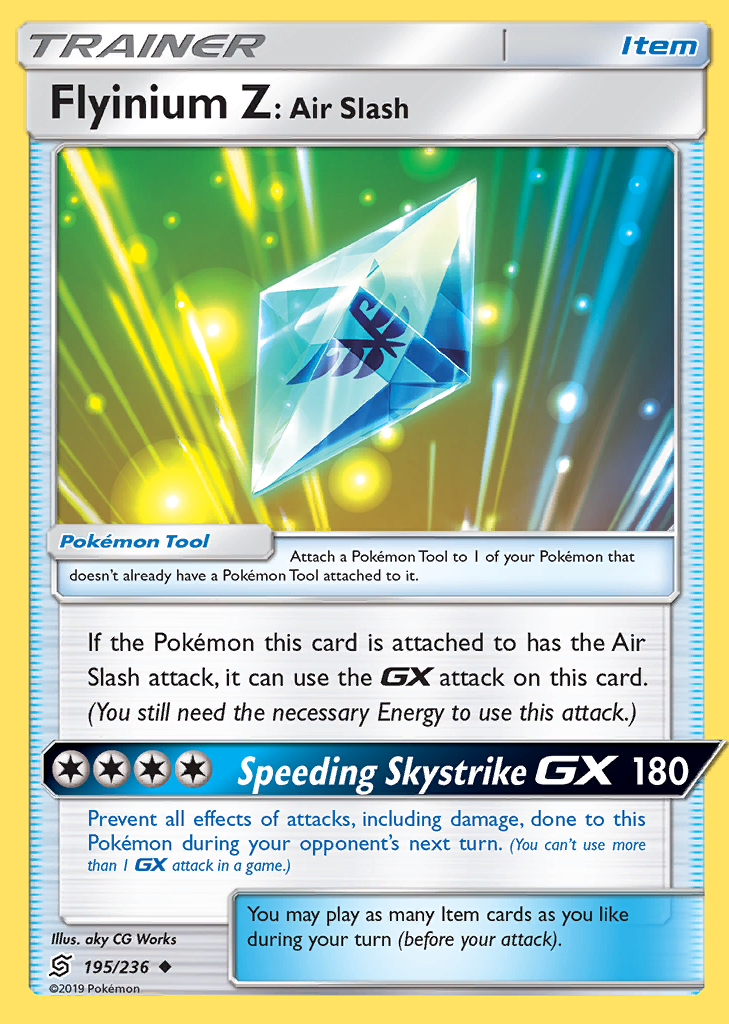 TRAINER
Item
Flyinium Z: Air Slash
Pokémon Tool
Attach a Pokémon Tool to 1 of your Pokémon that
doesn't already have a Pokémon Tool attached to it.
If the Pokémon this card is attached to has the Air
Slash attack, it can use the GX attack on this card.
(You still need the necessary Energy to use this attack.)
Speeding Skystrike GX 180
Prevent all effects of attacks, including damage, done to this
Pokémon during your opponent's next turn. (You can't use more
than 1 GX attack in a game.)
You may play as many Item cards as you like
during your turn (before your attack).
Illus. aky CG Works
195/236
©2019 Pokémon